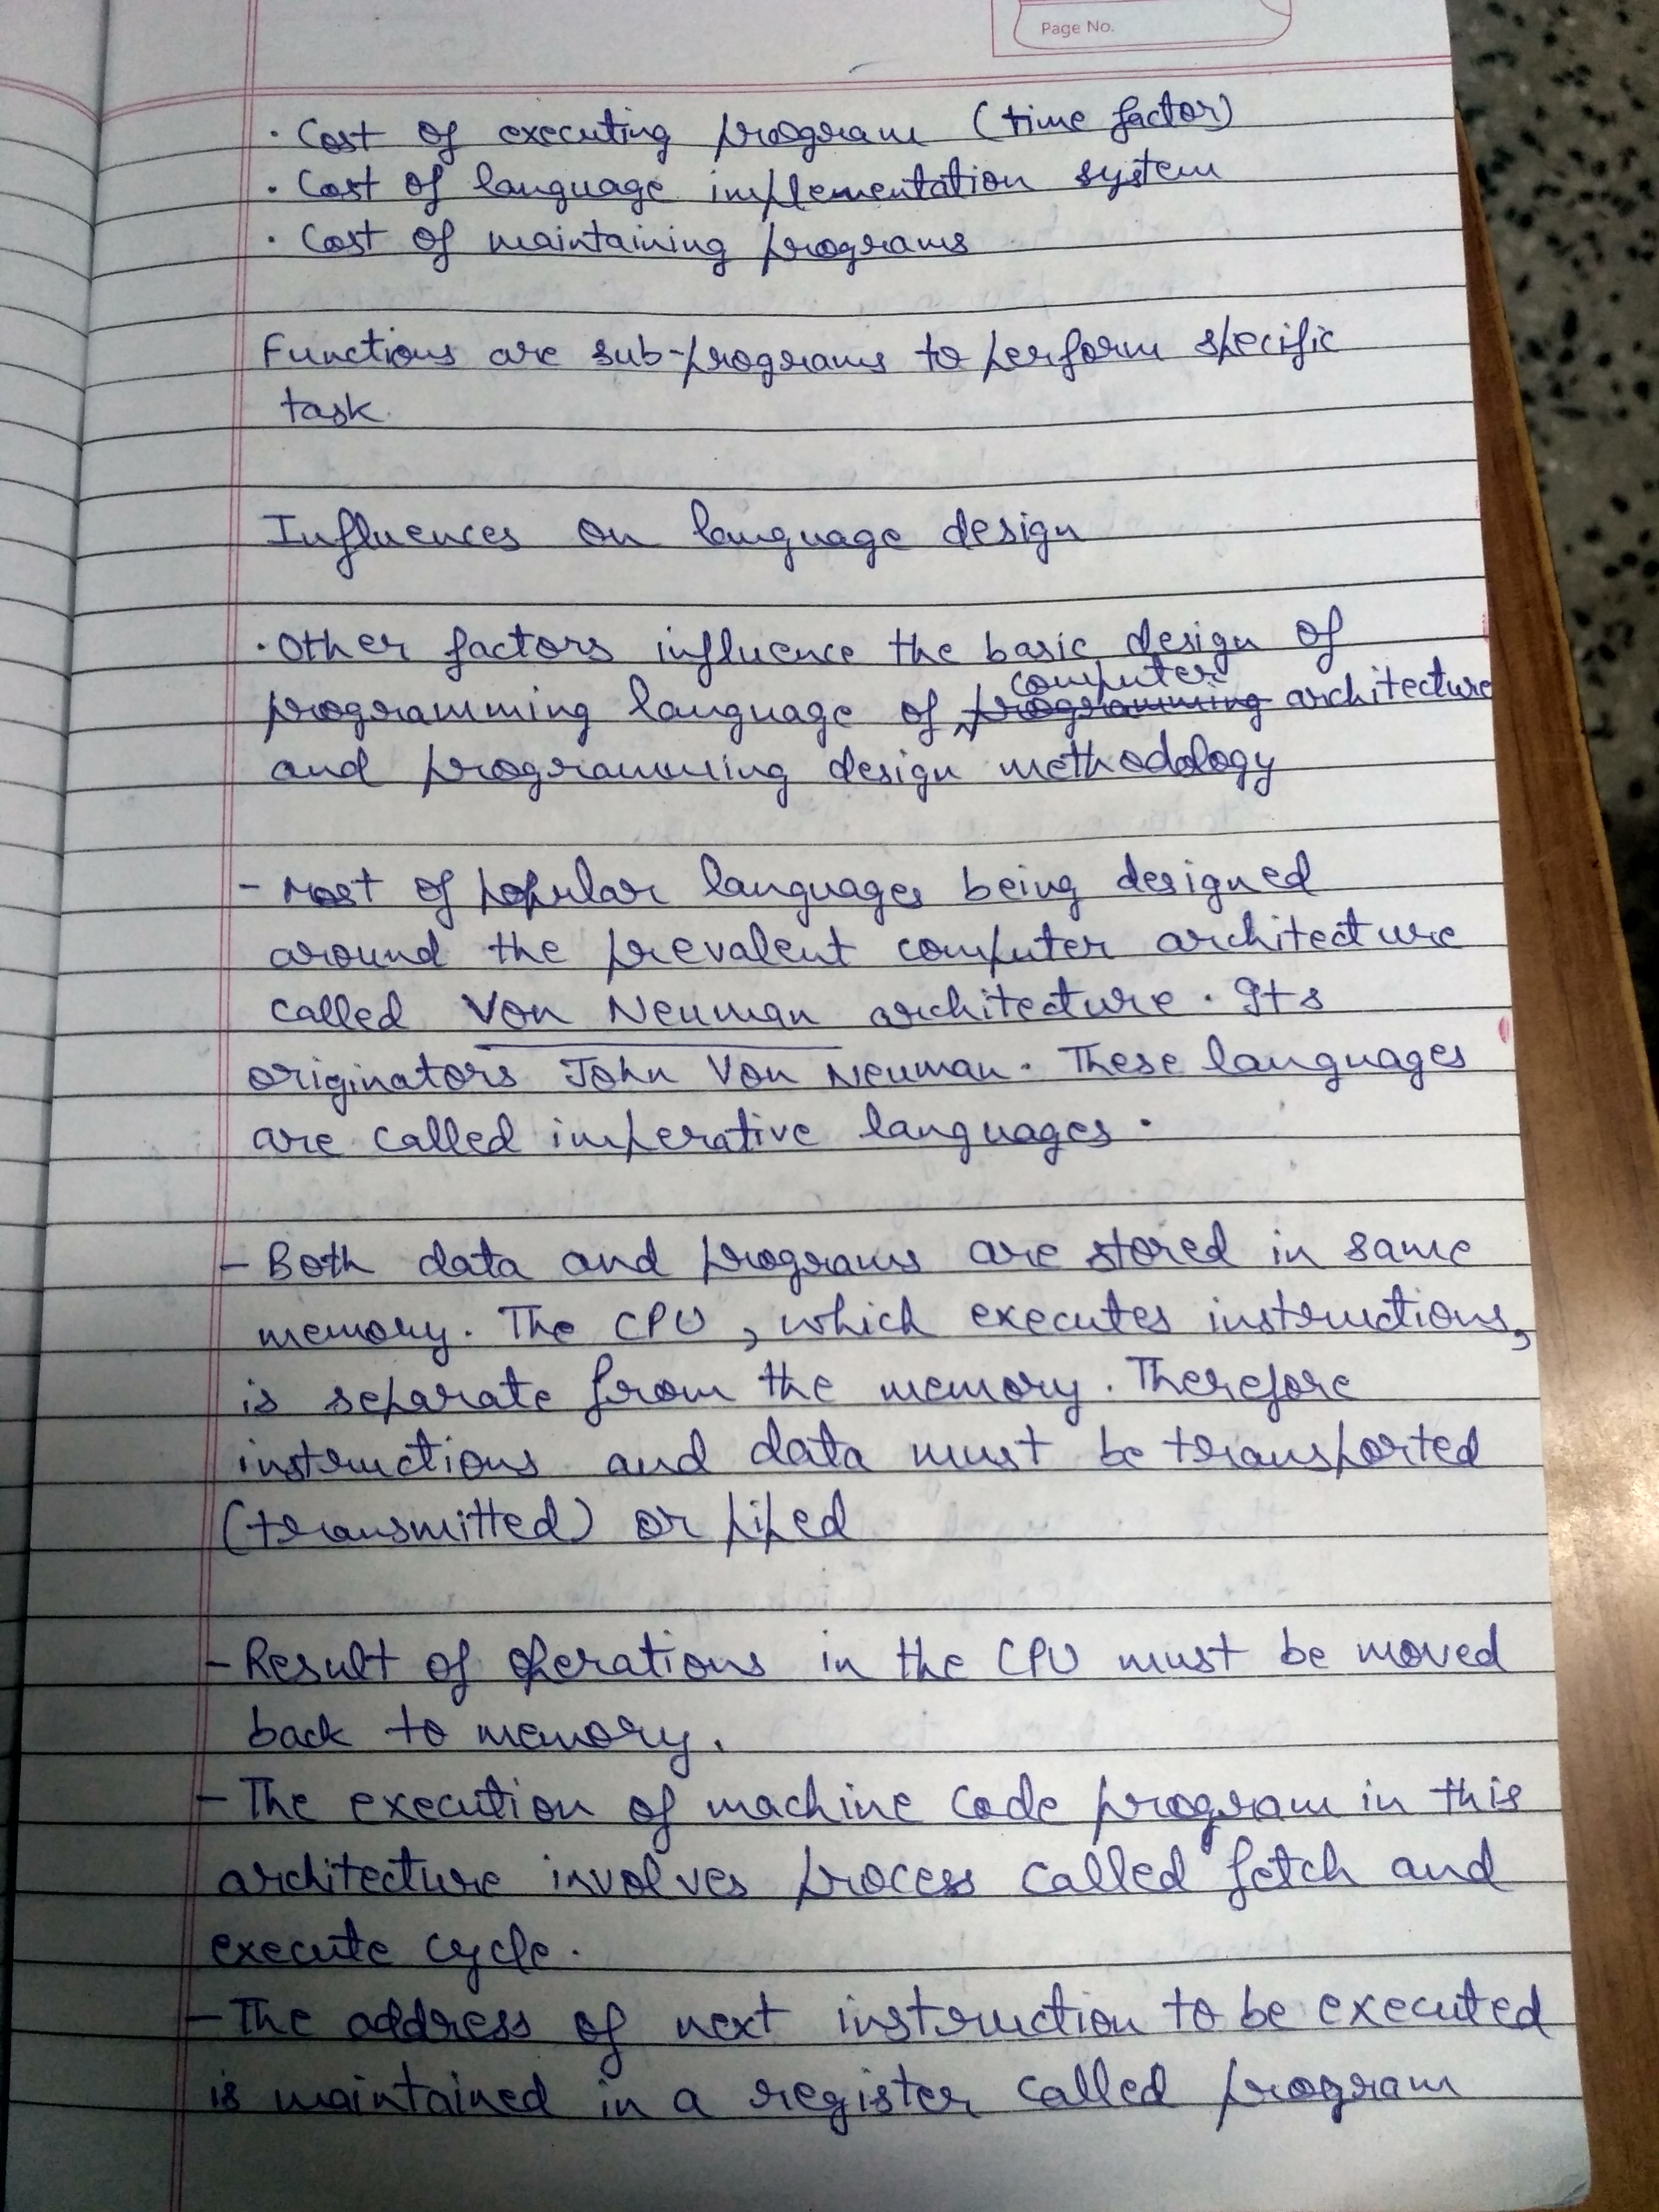 Page No.
· Cost of executing program (time factor)
· Cost of language implementation system
· Cost of maintaining programs
Functions are sub-programs to perform specific
task.
Influences on language design
· Other factors influence the basic design of
computer
programming language of programming architecture
and programming design methodology
- Most of popular languages being designed
around the prevalent computer architecture
called Von Neuman architecture. Its
originators John Von Neuman. These languages
are called imperative languages.
- Both data and programs are stored in same
memory. The CPU, which executes instructions,
is separate from the memory. Therefore
instructions and data must be transported
(transmitted) or piped
- Result of operations in the CPU must be moved
back to memory.
- The execution of machine code program in this
architecture involves process called fetch and
execute cycle.
- The address of next instruction to be executed
is maintained in a register called program